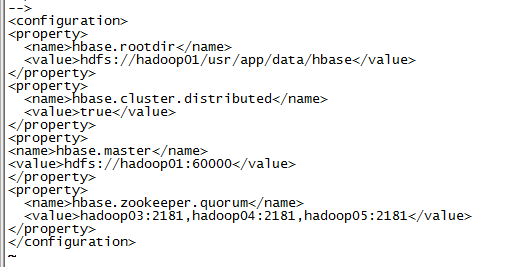 -->
<configuration>
<property>
  <name>hbase.rootdir</name>
  <value>hdfs://hadoop01/usr/app/data/hbase</value>
</property>
<property>
  <name>hbase.cluster.distributed</name>
  <value>true</value>
</property>
<property>
<name>hbase.master</name>
<value>hdfs://hadoop01:60000</value>
</property>
<property>
  <name>hbase.zookeeper.quorum</name>
  <value>hadoop03:2181,hadoop04:2181,hadoop05:2181</value>
</property>
</configuration>
~